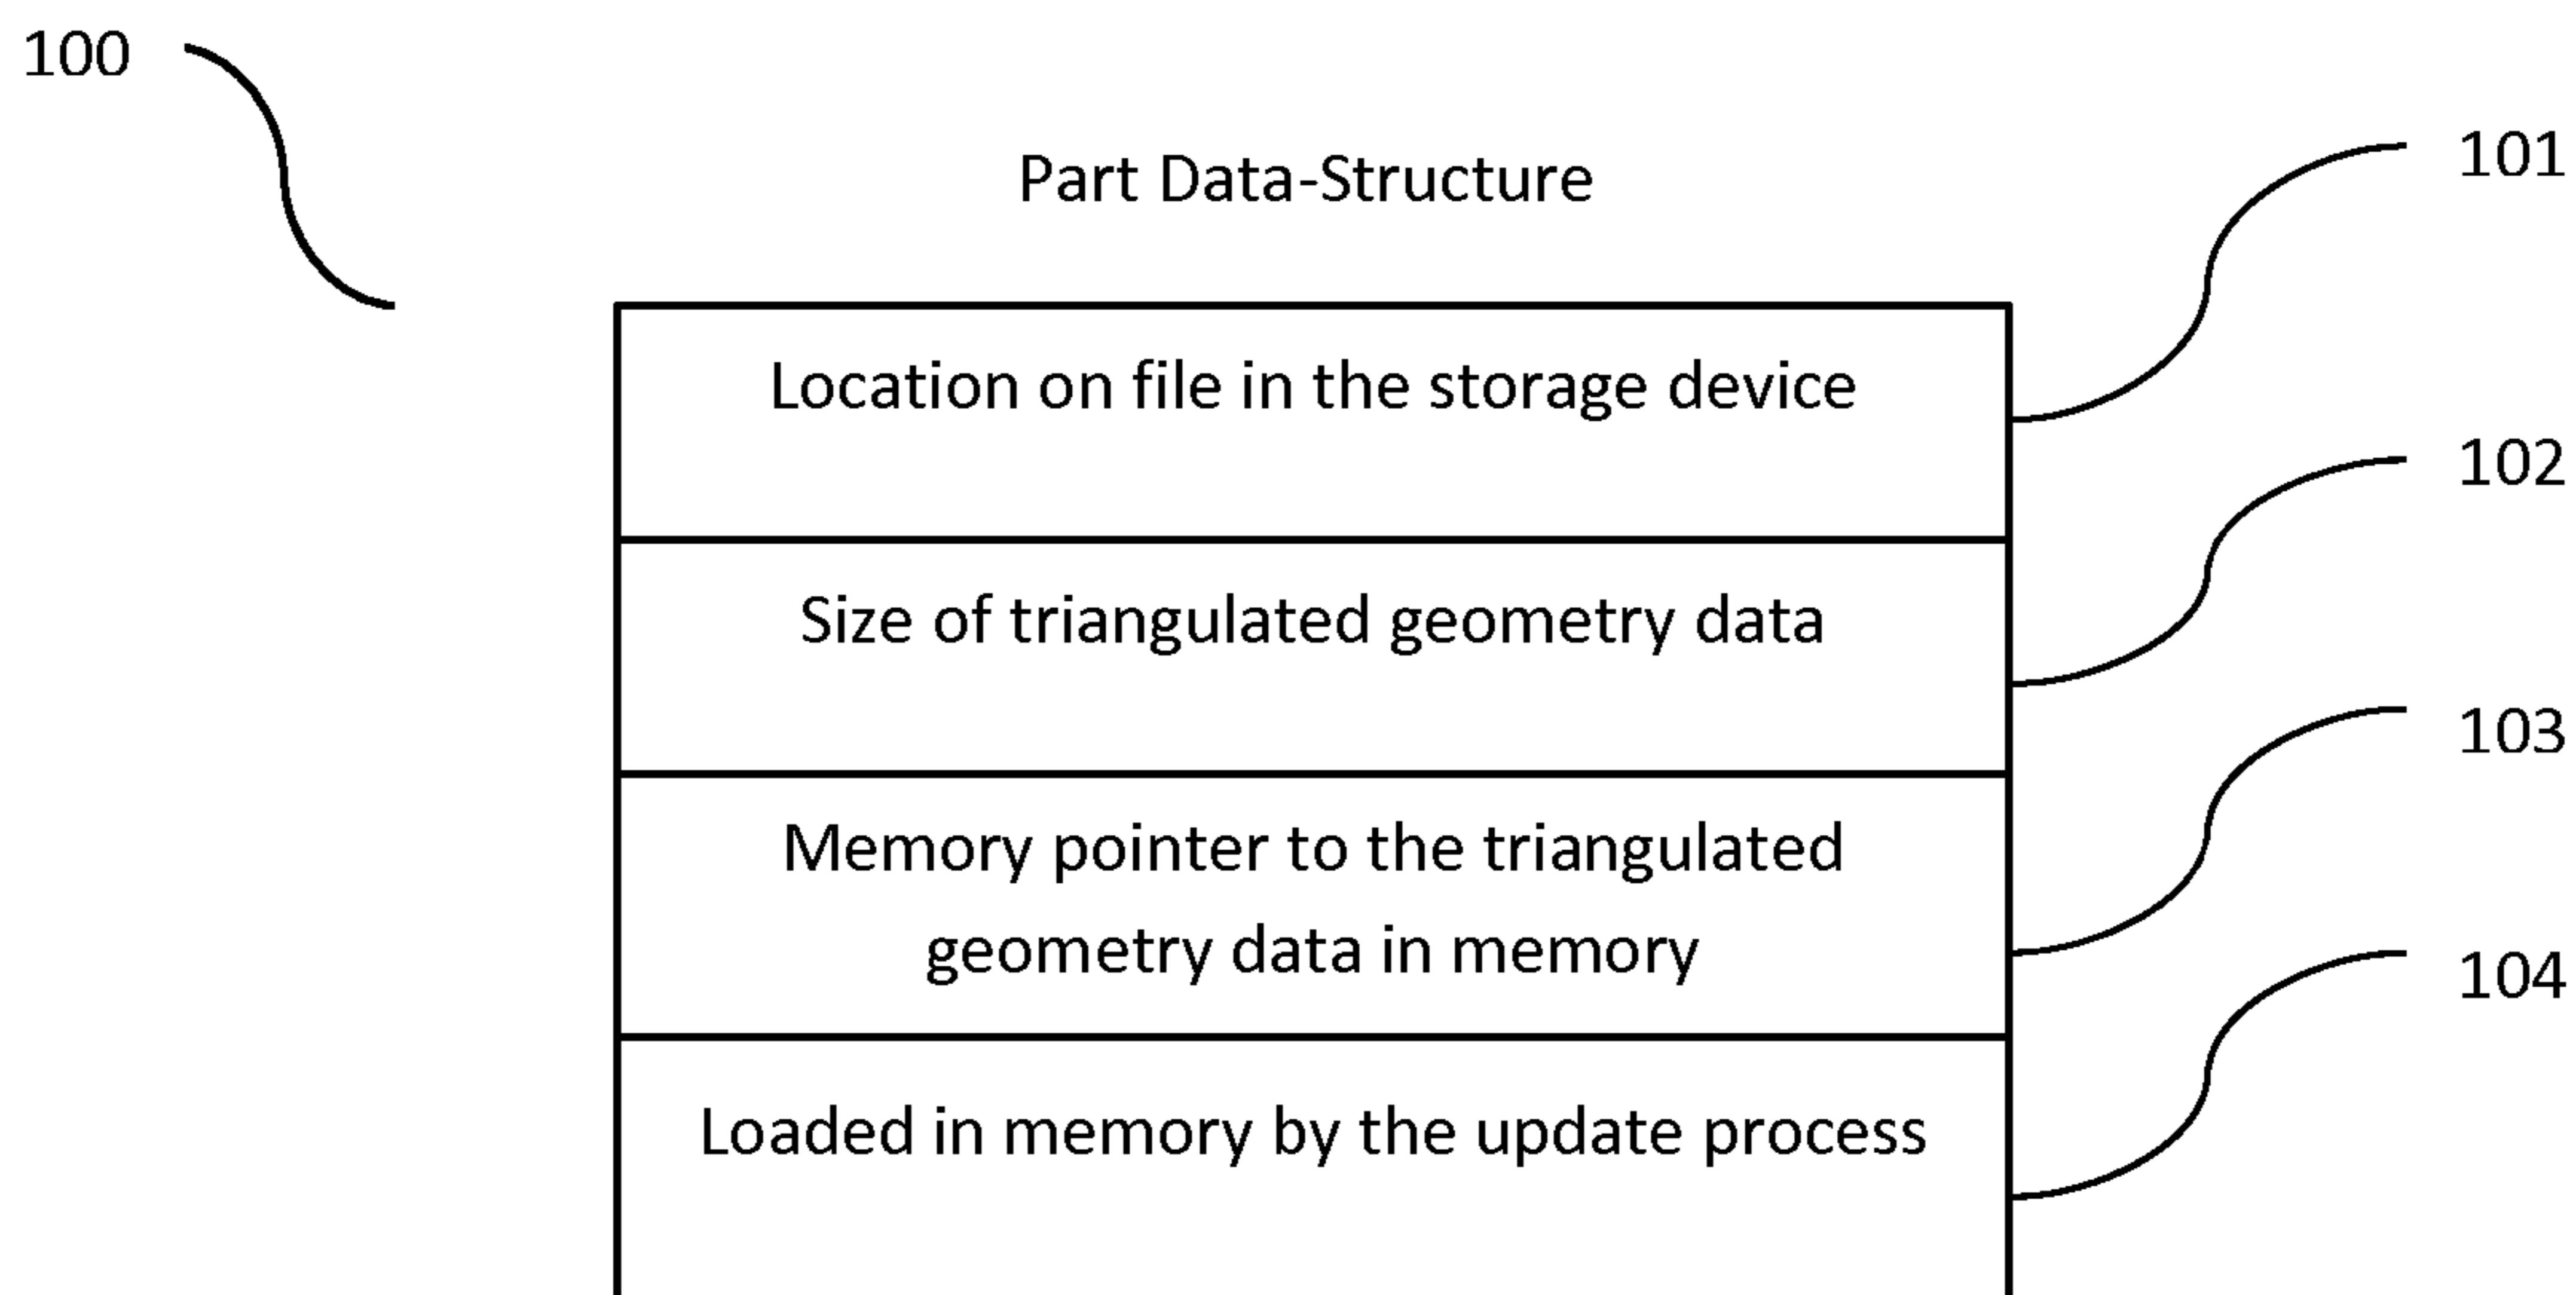 100
Part Data-Structure
101
Location on file in the storage device
102
Size of triangulated geometry data
103
Memory pointer to the triangulated
geometry data in memory
104
Loaded in memory by the update process